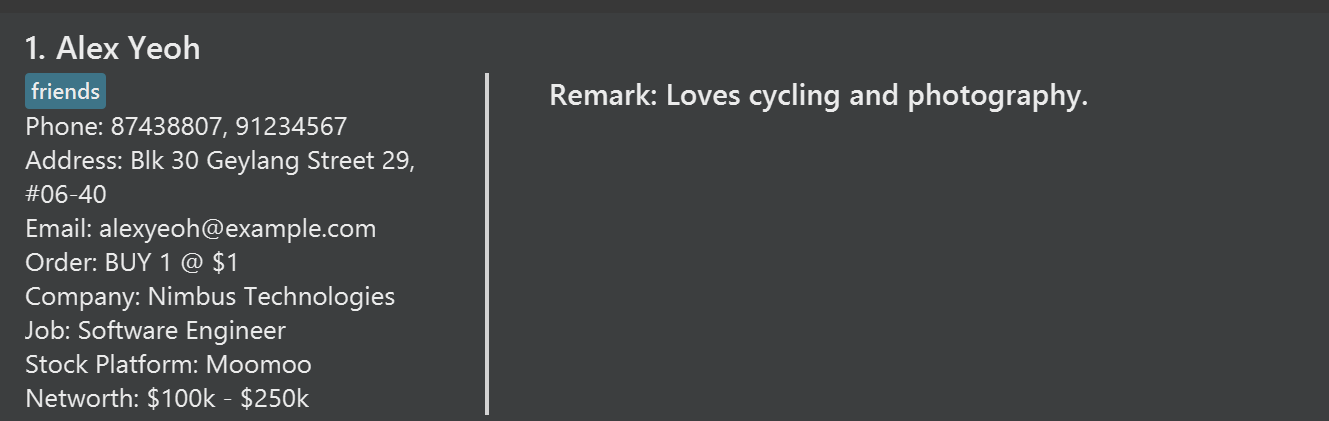 1. Alex Yeoh
friends
Phone: 87438807, 91234567
Address: Blk 30 Geylang Street 29,
#06-40
Email: alexyeoh@example.com
Order: BUY 1 @ $1
Company: Nimbus Technologies
Job: Software Engineer
Stock Platform: Moomoo
Networth: $100k - $250k
Remark: Loves cycling and photography.